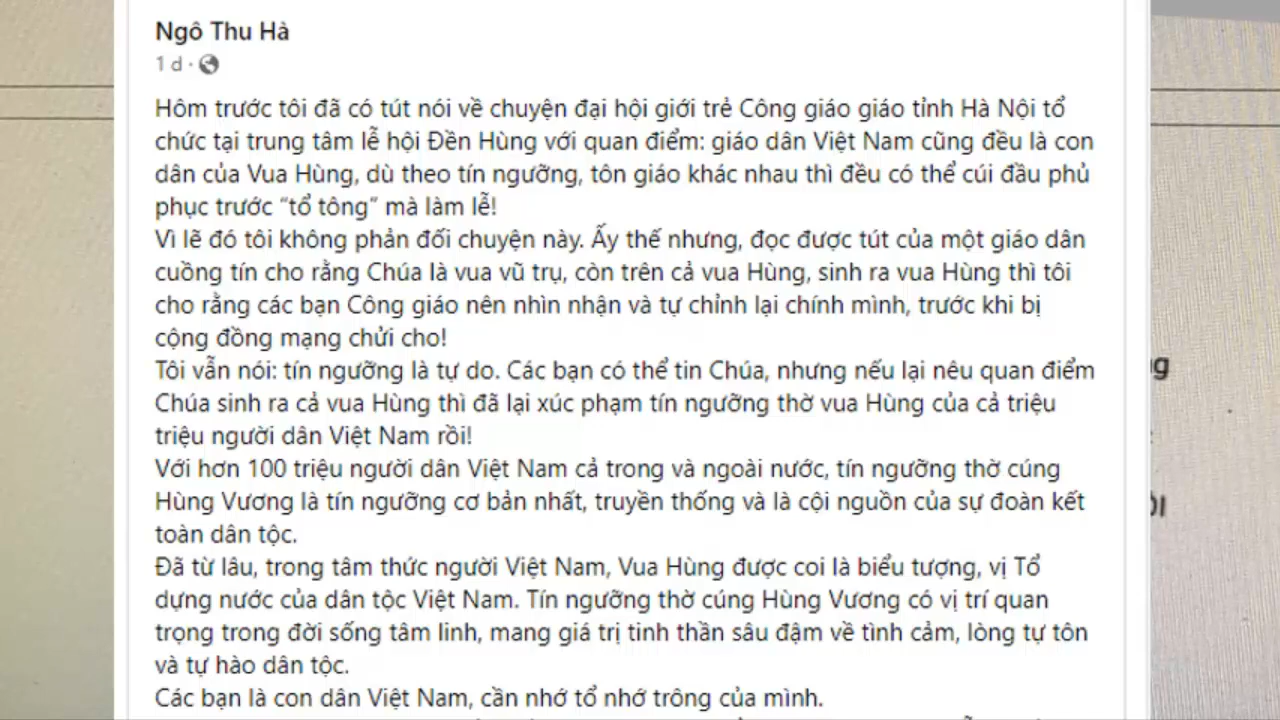 Ngô Thu Hà
1 d ·
Hôm trước tôi đã có tút nói về chuyện đại hội giới trẻ Công giáo giáo tỉnh Hà Nội tổ
chức tại trung tâm lễ hội Đền Hùng với quan điểm: giáo dân Việt Nam cũng đều là con
dân của Vua Hùng, dù theo tín ngưỡng, tôn giáo khác nhau thì đều có thể cúi đầu phủ
phục trước “tổ tông” mà làm lễ!
Vì lẽ đó tôi không phản đối chuyện này. Ấy thế nhưng, đọc được tút của một giáo dân
cuồng tín cho rằng Chúa là vua vũ trụ, còn trên cả vua Hùng, sinh ra vua Hùng thì tôi
cho rằng các bạn Công giáo nên nhìn nhận và tự chỉnh lại chính mình, trước khi bị
cộng đồng mạng chửi cho!
Tôi vẫn nói: tín ngưỡng là tự do. Các bạn có thể tin Chúa, nhưng nếu lại nêu quan điểm
Chúa sinh ra cả vua Hùng thì đã lại xúc phạm tín ngưỡng thờ vua Hùng của cả triệu
triệu người dân Việt Nam rồi!
Với hơn 100 triệu người dân Việt Nam cả trong và ngoài nước, tín ngưỡng thờ cúng
Hùng Vương là tín ngưỡng cơ bản nhất, truyền thống và là cội nguồn của sự đoàn kết
toàn dân tộc.
Đã từ lâu, trong tâm thức người Việt Nam, Vua Hùng được coi là biểu tượng, vị Tổ
dựng nước của dân tộc Việt Nam. Tín ngưỡng thờ cúng Hùng Vương có vị trí quan
trọng trong đời sống tâm linh, mang giá trị tinh thần sâu đậm về tình cảm, lòng tự tôn
và tự hào dân tộc.
Các bạn là con dân Việt Nam, cần nhớ tổ nhớ trông của mình.